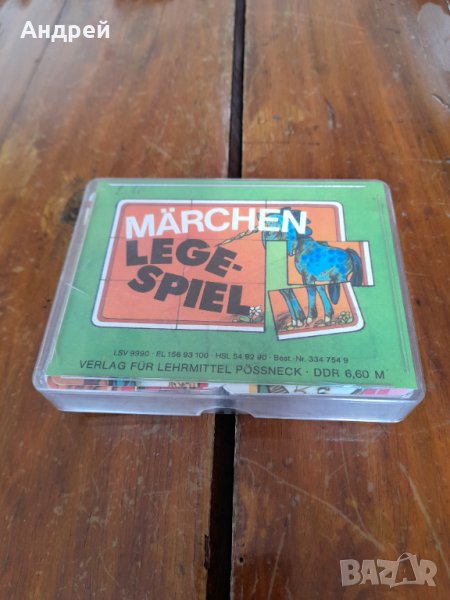 Андрей
MÄRCHEN
LEGE-
SPIEL
LSV 9990 · EL 156 93 100 · HSL 54 92 90 · Best.-Nr. 334 754 9
VERLAG FÜR LEHRMITTEL PÖSSNECK · DDR 6,60 M
BAZAR